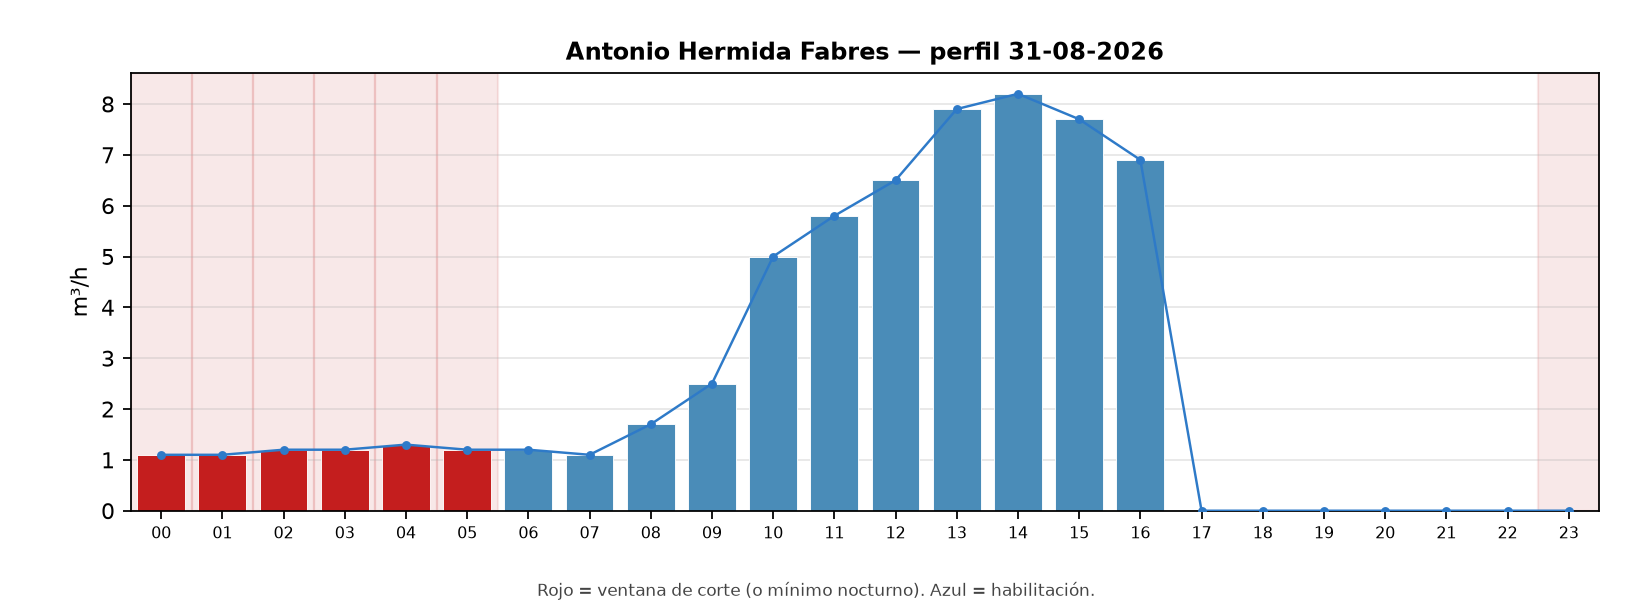 Antonio Hermida Fabres — perfil 31-08-2026
m³/h
8
7
6
5
4
3
2
1
0
00 01 02 03 04 05 06 07 08 09 10 11 12 13 14 15 16 17 18 19 20 21 22 23
Rojo = ventana de corte (o mínimo nocturno). Azul = habilitación.